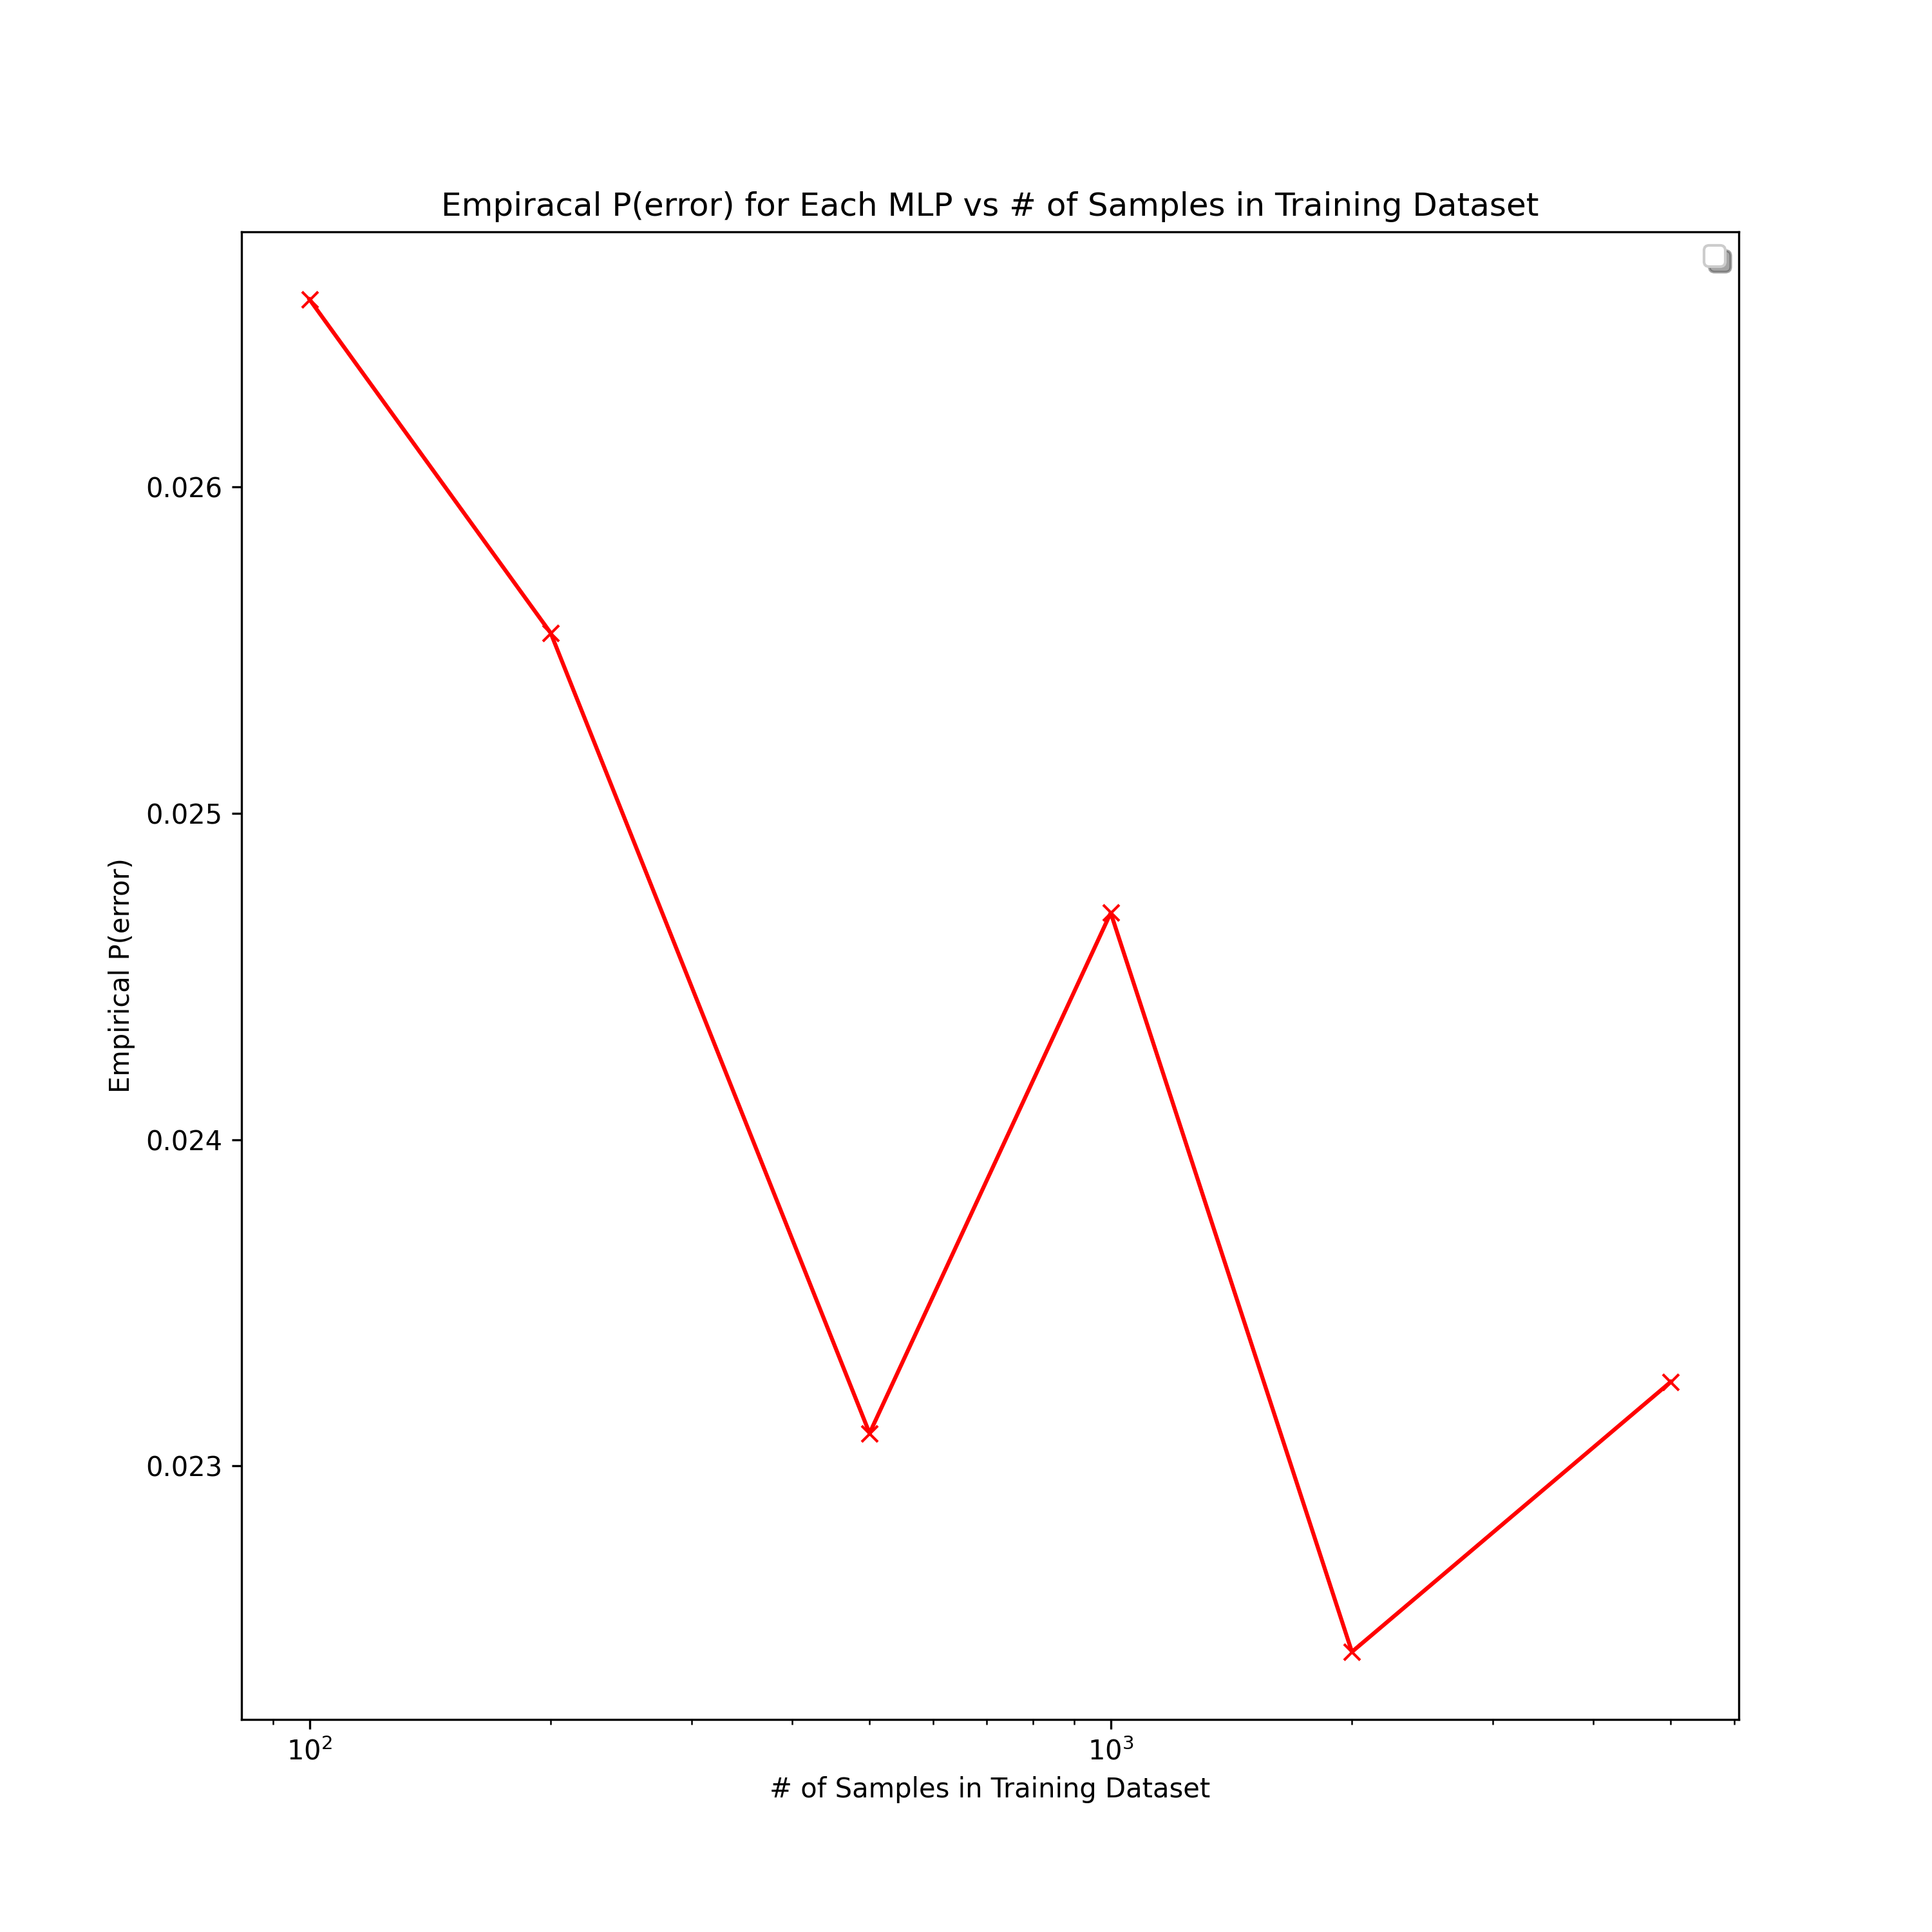 Empiracal P(error) for Each MLP vs # of Samples in Training Dataset
0.026
0.025
0.024
0.023
Empirical P(error)
10²
10³
# of Samples in Training Dataset